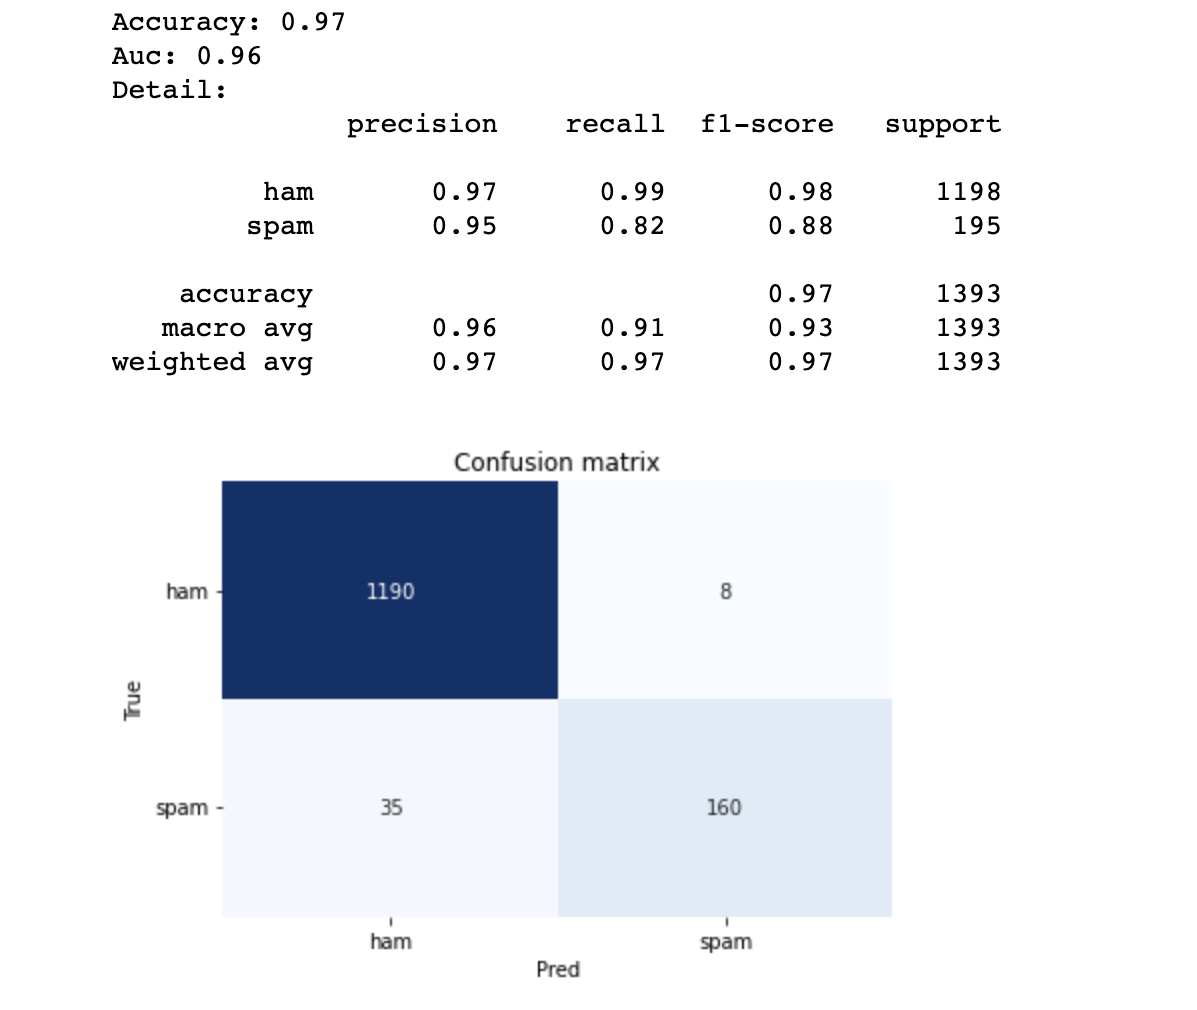 Accuracy: 0.97
Auc: 0.96
Detail:
precision recall f1-score support
ham 0.97 0.99 0.98 1198
spam 0.95 0.82 0.88 195
accuracy 0.97 1393
macro avg 0.96 0.91 0.93 1393
weighted avg 0.97 0.97 0.97 1393
Confusion matrix
ham 1190 8
True
spam 35 160
ham spam
Pred